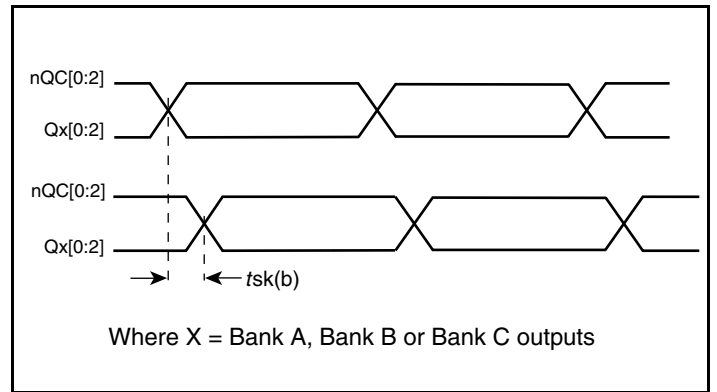 nQC[0:2]
Qx[0:2]
nQC[0:2]
Qx[0:2]
tsk(b)
Where X = Bank A, Bank B or Bank C outputs